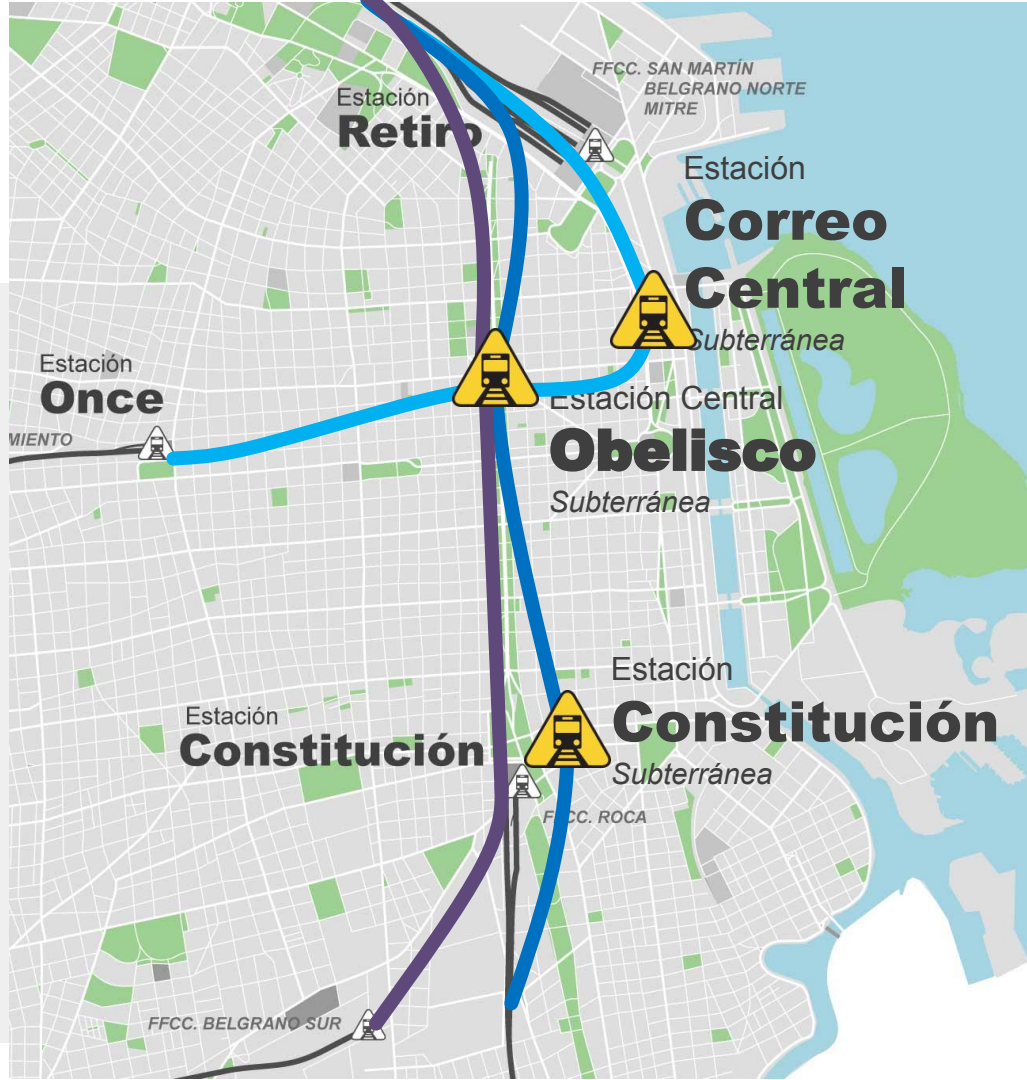 FFCC. SAN MARTÍN
BELGRANO NORTE
MITRE
Estación
Retiro
Estación
Correo
Central
Subterránea
Estación
Once
MIENTO
Estación Central
Obelisco
Subterránea
Estación
Constitución
Subterránea
Estación
Constitución
FFCC. ROCA
FFCC. BELGRANO SUR